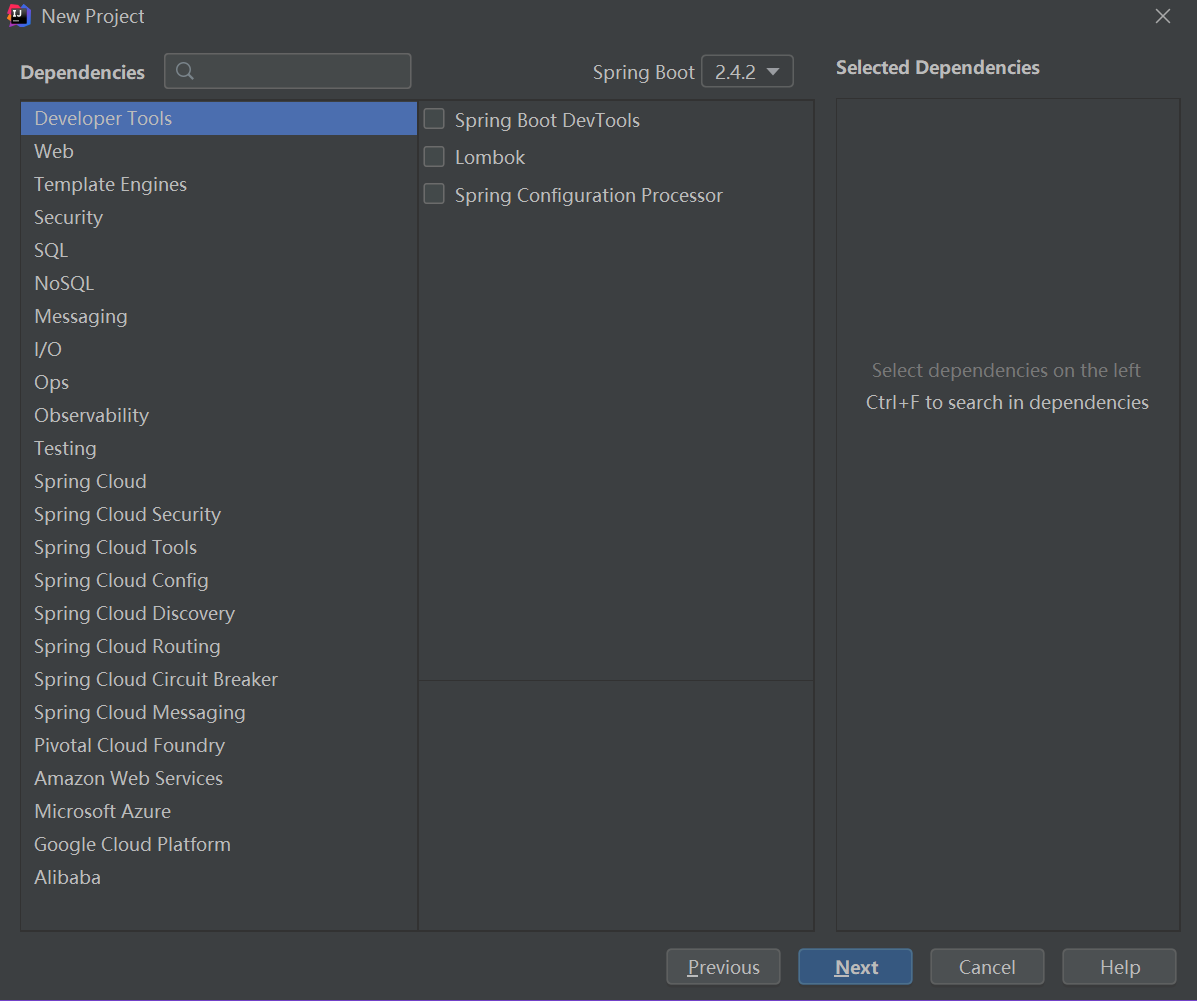 New Project
Dependencies
Spring Boot 2.4.2
Selected Dependencies
Developer Tools
Web
Template Engines
Security
SQL
NoSQL
Messaging
I/O
Ops
Observability
Testing
Spring Cloud
Spring Cloud Security
Spring Cloud Tools
Spring Cloud Config
Spring Cloud Discovery
Spring Cloud Routing
Spring Cloud Circuit Breaker
Spring Cloud Messaging
Pivotal Cloud Foundry
Amazon Web Services
Microsoft Azure
Google Cloud Platform
Alibaba
Spring Boot DevTools
Lombok
Spring Configuration Processor
Select dependencies on the left
Ctrl+F to search in dependencies
Previous
Next
Cancel
Help